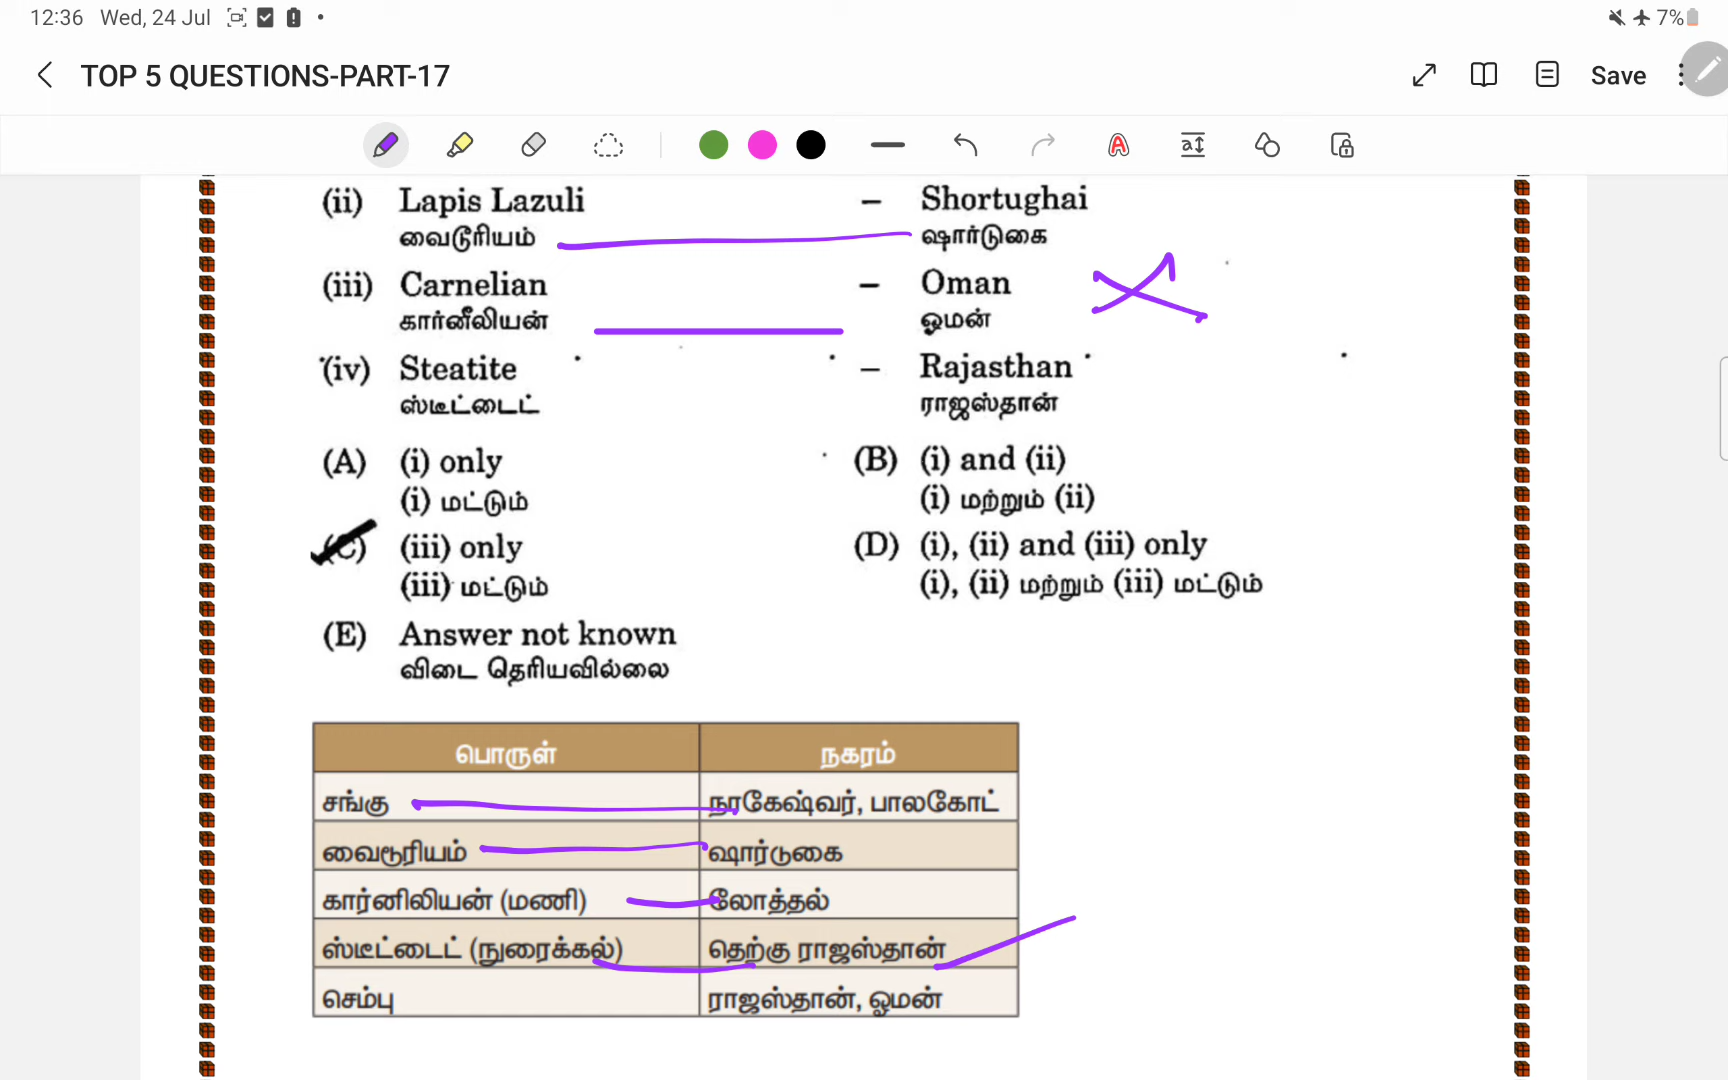 12:36 Wed, 24 Jul 7%
TOP 5 QUESTIONS-PART-17 Save
(ii) Lapis Lazuli – Shortughai
வைடூரியம் ஷார்டுகை
(iii) Carnelian – Oman
கார்னீலியன் ஓமன்
(iv) Steatite – Rajasthan
ஸ்டீட்டைட் ராஜஸ்தான்
(A) (i) only (B) (i) and (ii)
(i) மட்டும் (i) மற்றும் (ii)
(C) (iii) only (D) (i), (ii) and (iii) only
(iii) மட்டும் (i), (ii) மற்றும் (iii) மட்டும்
(E) Answer not known
விடை தெரியவில்லை
பொருள் நகரம்
சங்கு நாகேஷ்வர், பாலகோட்
வைடூரியம் ஷார்டுகை
கார்னிலியன் (மணி) லோத்தல்
ஸ்டீட்டைட் (நுரைக்கல்) தெற்கு ராஜஸ்தான்
செம்பு ராஜஸ்தான், ஓமன்